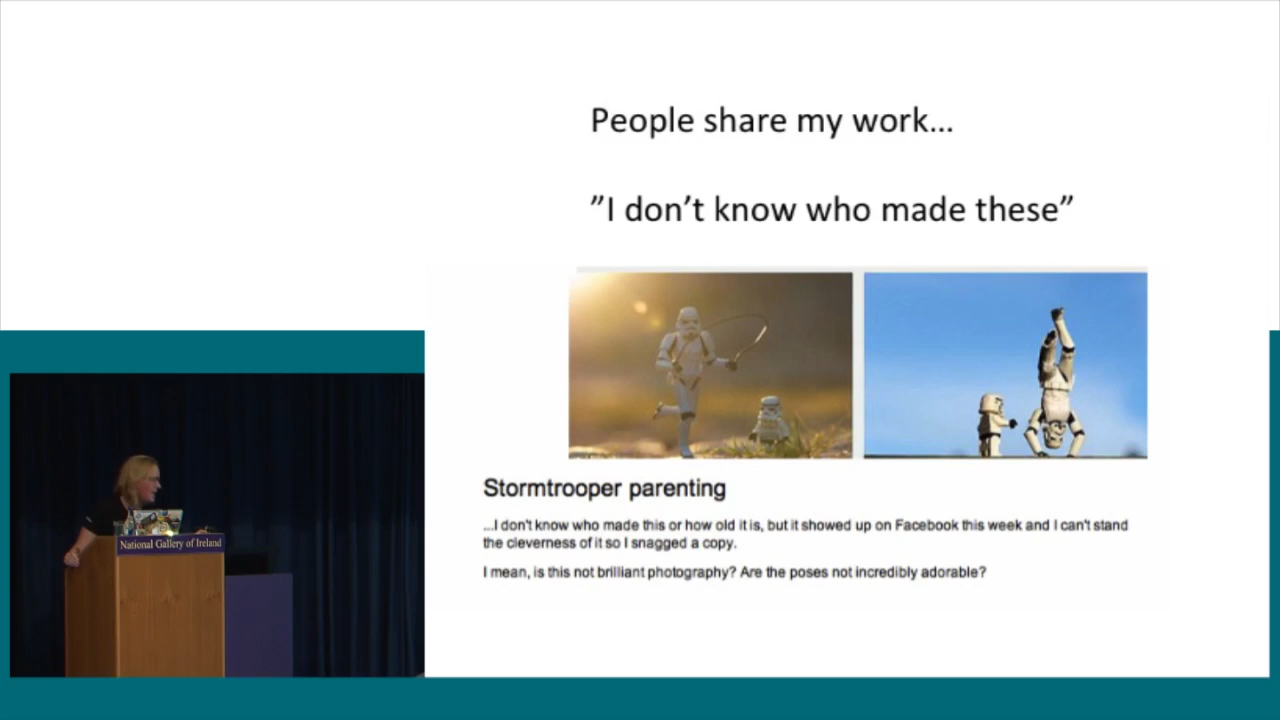 People share my work...
”I don’t know who made these”
Stormtrooper parenting
...I don't know who made this or how old it is, but it showed up on Facebook this week and I can't stand
the cleverness of it so I snagged a copy.
I mean, is this not brilliant photography? Are the poses not incredibly adorable?
National Gallery of Ireland